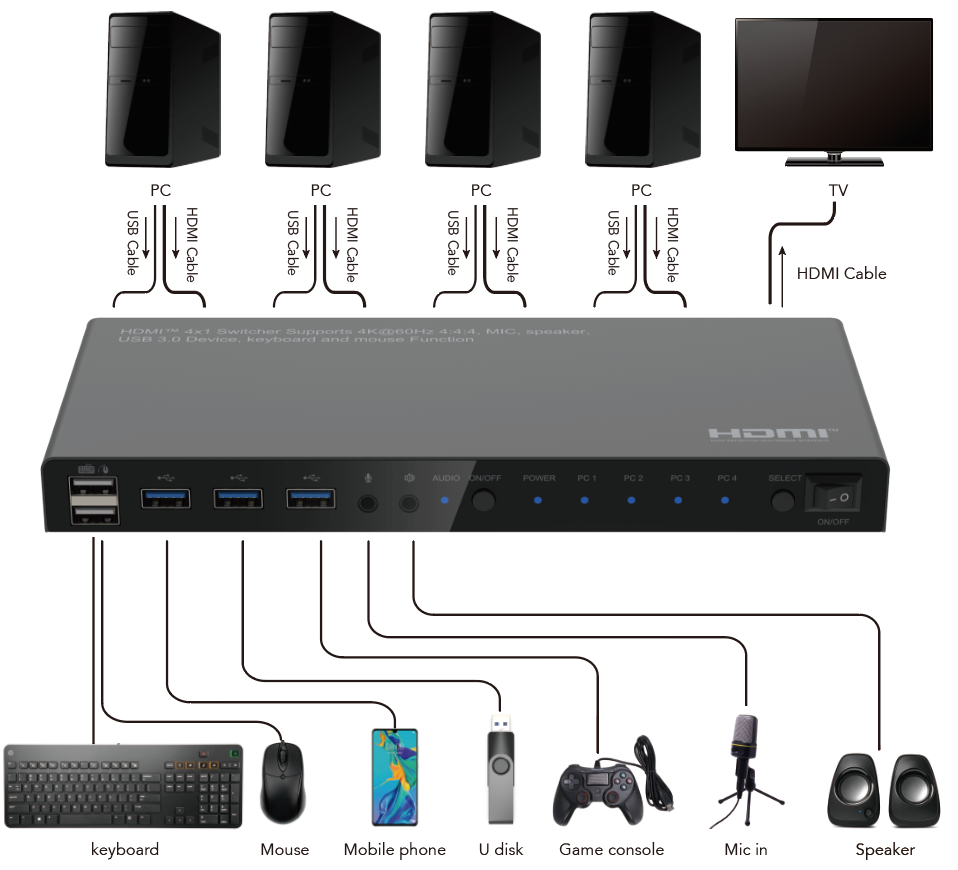 PC
PC
PC
PC
TV
USB Cable
HDMI Cable
USB Cable
HDMI Cable
USB Cable
HDMI Cable
USB Cable
HDMI Cable
HDMI Cable
HDMI™ 4x1 Switcher Supports 4K@60Hz 4:4:4, MIC, speaker,
USB 3.0 Device, keyboard and mouse Function
HDMI™
AUDIO ON/OFF POWER PC 1 PC 2 PC 3 PC 4 SELECT
ON/OFF
keyboard
Mouse
Mobile phone
U disk
Game console
Mic in
Speaker